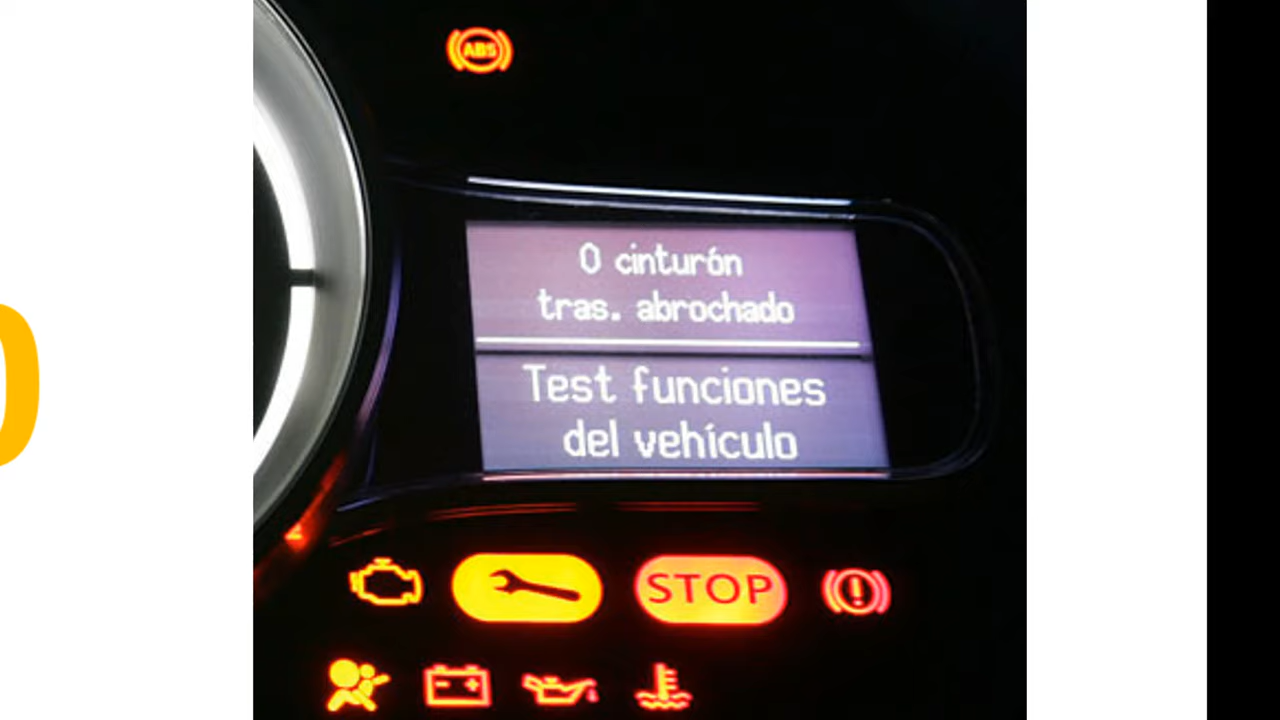 ABS
0 cinturón
tras. abrochado
Test funciones
del vehículo
STOP